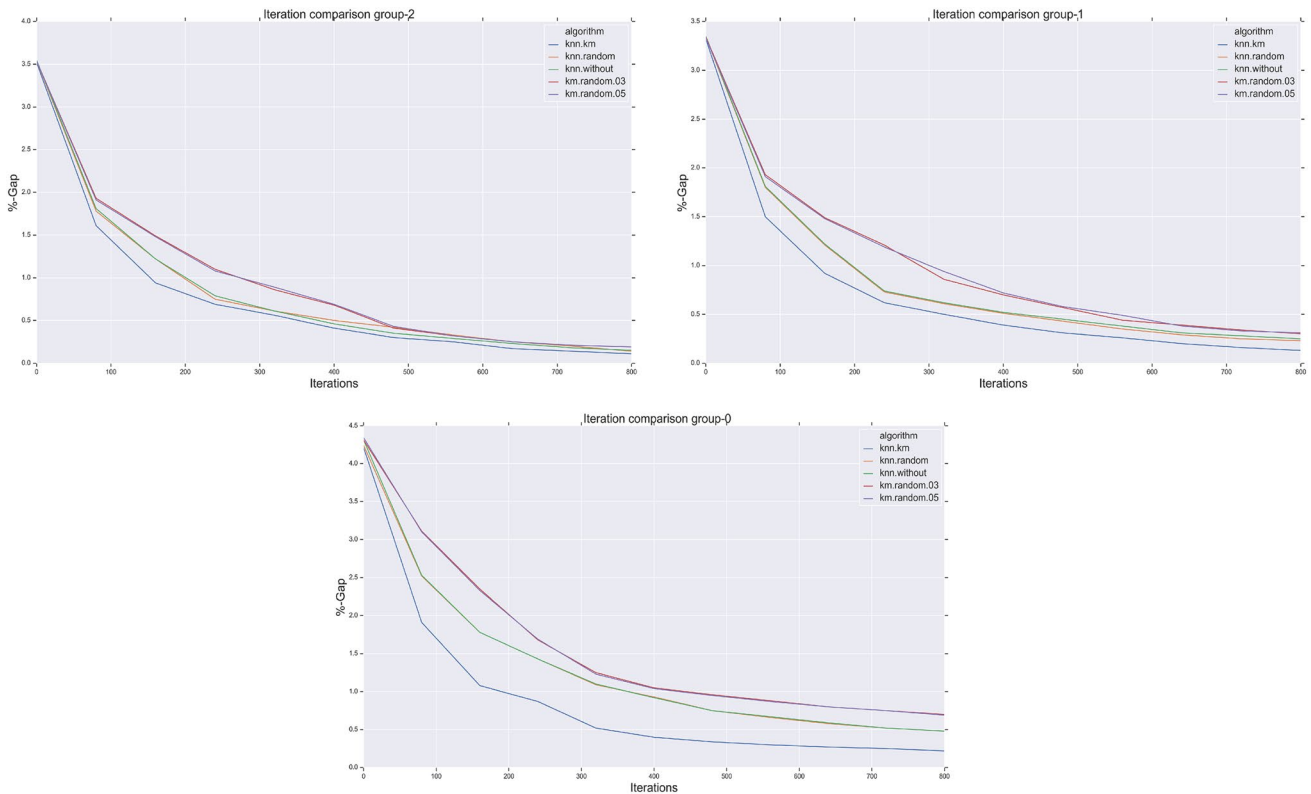 Iteration comparison group-2
4.0
3.5
3.0
2.5
2.0
1.5
1.0
0.5
0.0
%-Gap
algorithm
knn.km
knn.random
knn.without
km.random.03
km.random.05
0 100 200 300 400 500 600 700 800
Iterations
Iteration comparison group-1
3.5
3.0
2.5
2.0
1.5
1.0
0.5
0.0
%-Gap
algorithm
knn.km
knn.random
knn.without
km.random.03
km.random.05
0 100 200 300 400 500 600 700 800
Iterations
Iteration comparison group-0
4.5
4.0
3.5
3.0
2.5
2.0
1.5
1.0
0.5
0.0
%-Gap
algorithm
knn.km
knn.random
knn.without
km.random.03
km.random.05
0 100 200 300 400 500 600 700 800
Iterations